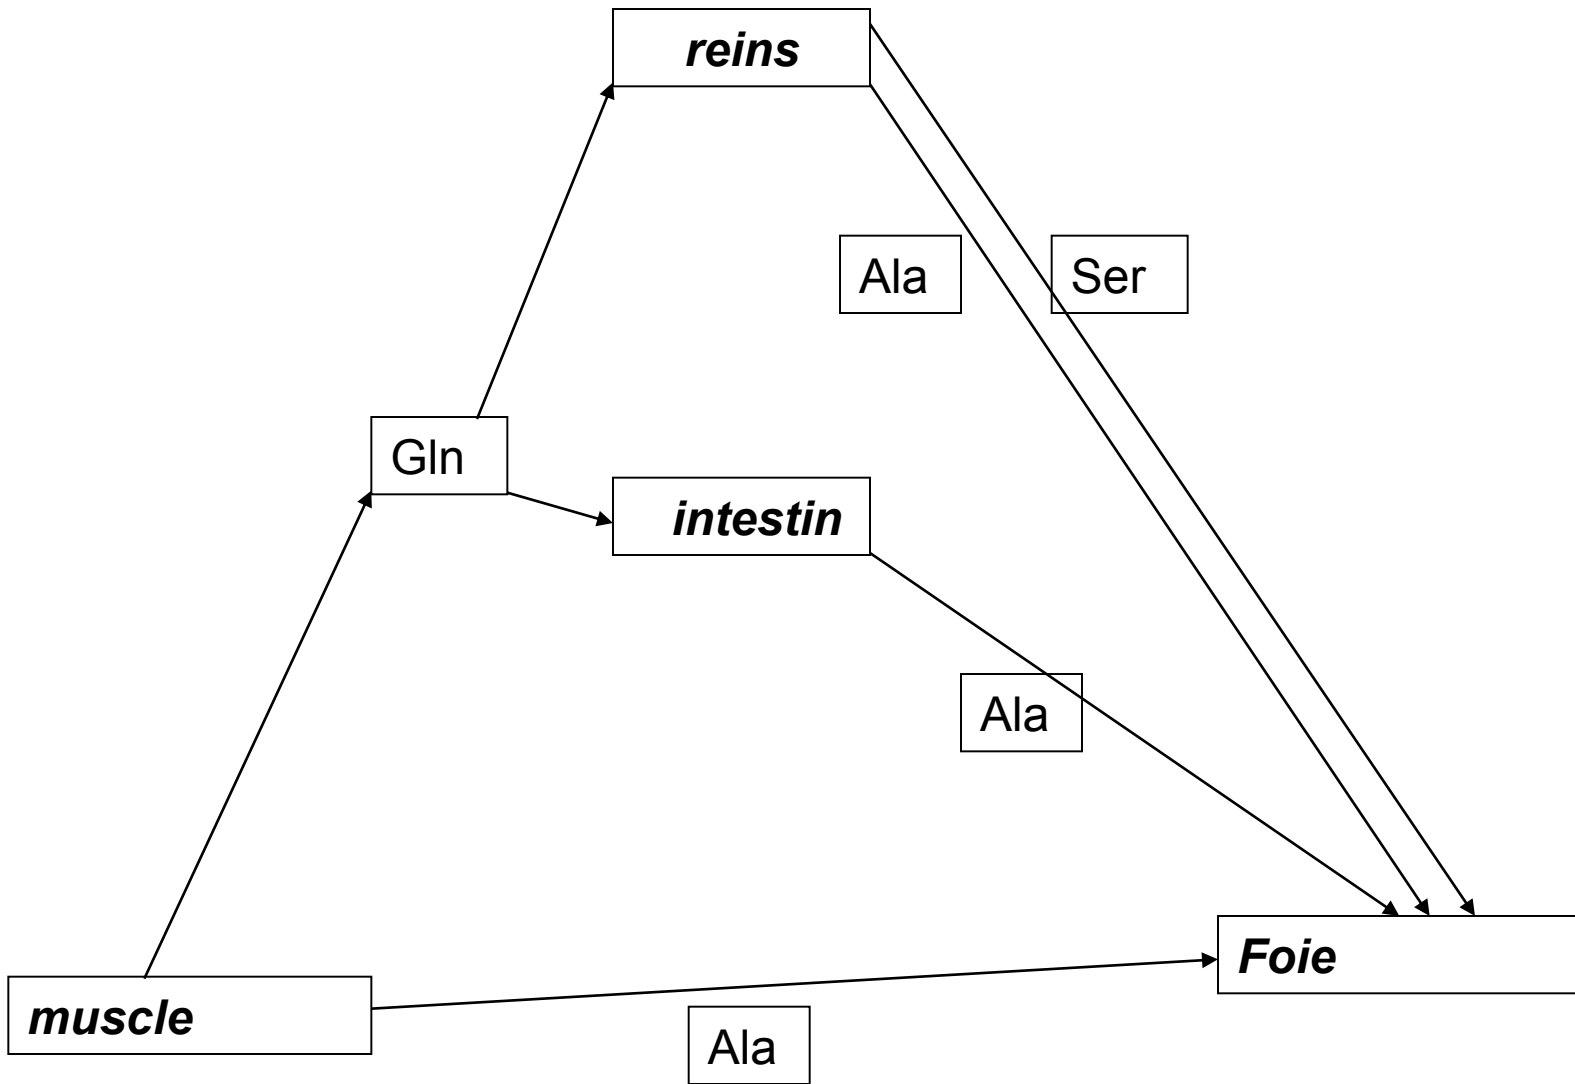 reins
Ala
Ser
Gln
intestin
Ala
Foie
muscle
Ala